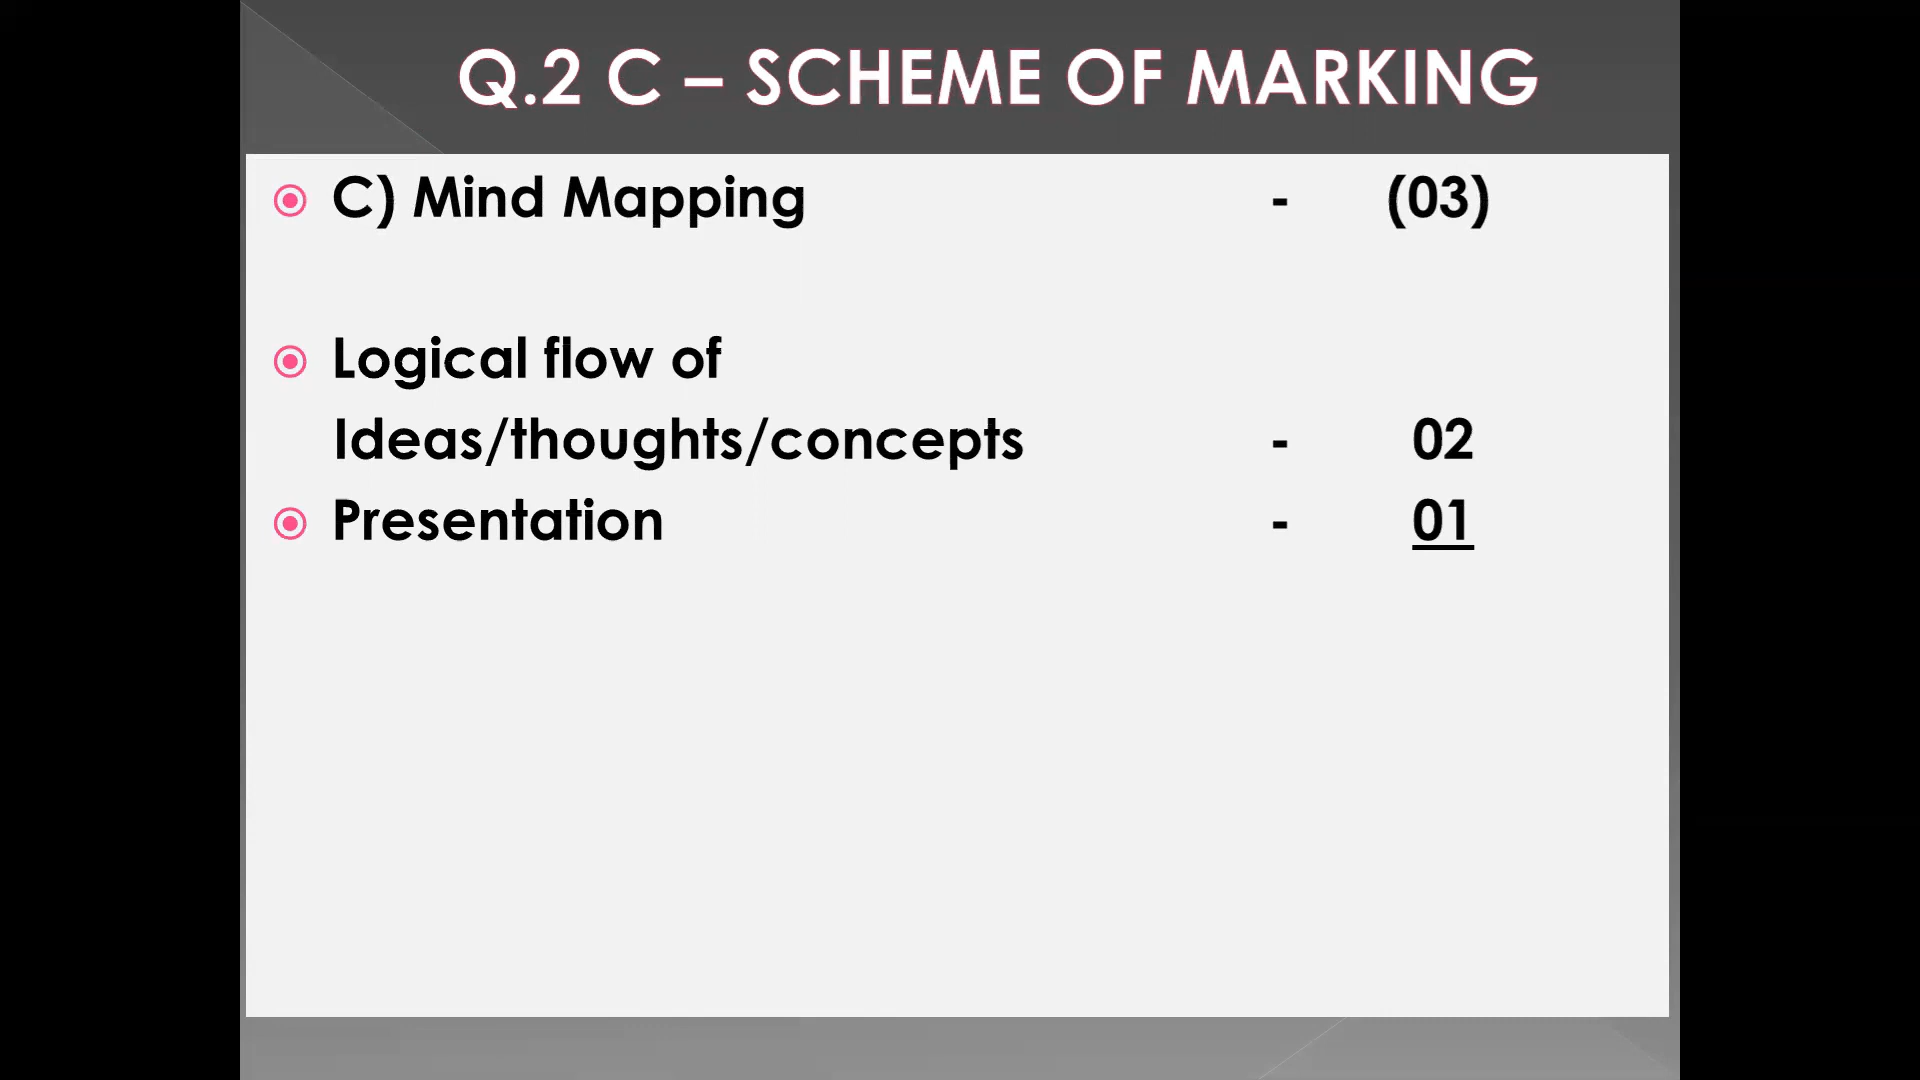 Q.2 C – SCHEME OF MARKING
C) Mind Mapping - (03)
Logical flow of
Ideas/thoughts/concepts - 02
Presentation - 01